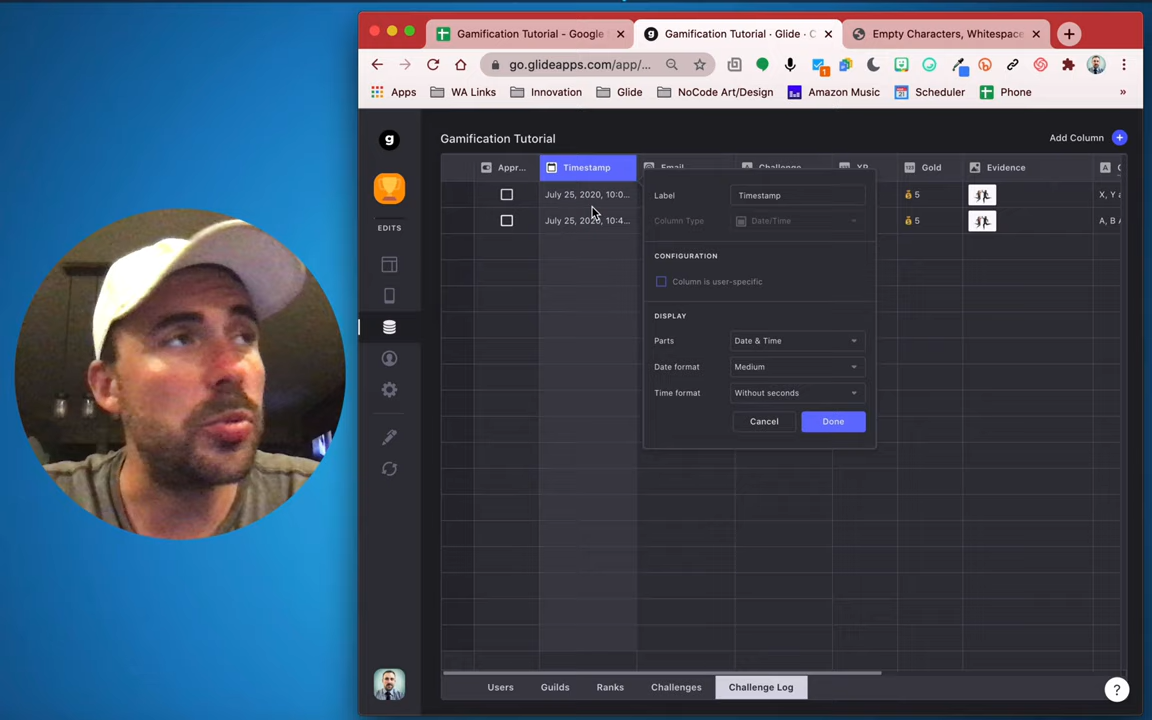 Gamification Tutorial - Google
Gamification Tutorial · Glide · C
Empty Characters, Whitespace
go.glideapps.com/app/...
Apps
WA Links
Innovation
Glide
NoCode Art/Design
Amazon Music
Scheduler
Phone
»
g
Gamification Tutorial
Add Column
Appr...
Timestamp
Email
Challenge
XP
Gold
Evidence
July 25, 2020, 10:0...
5
X, Y a
July 25, 2020, 10:4...
5
A, B
EDITS
Label
Timestamp
Column Type
Date/Time
CONFIGURATION
Column is user-specific
DISPLAY
Parts
Date & Time
Date format
Medium
Time format
Without seconds
Cancel
Done
Users
Guilds
Ranks
Challenges
Challenge Log
?